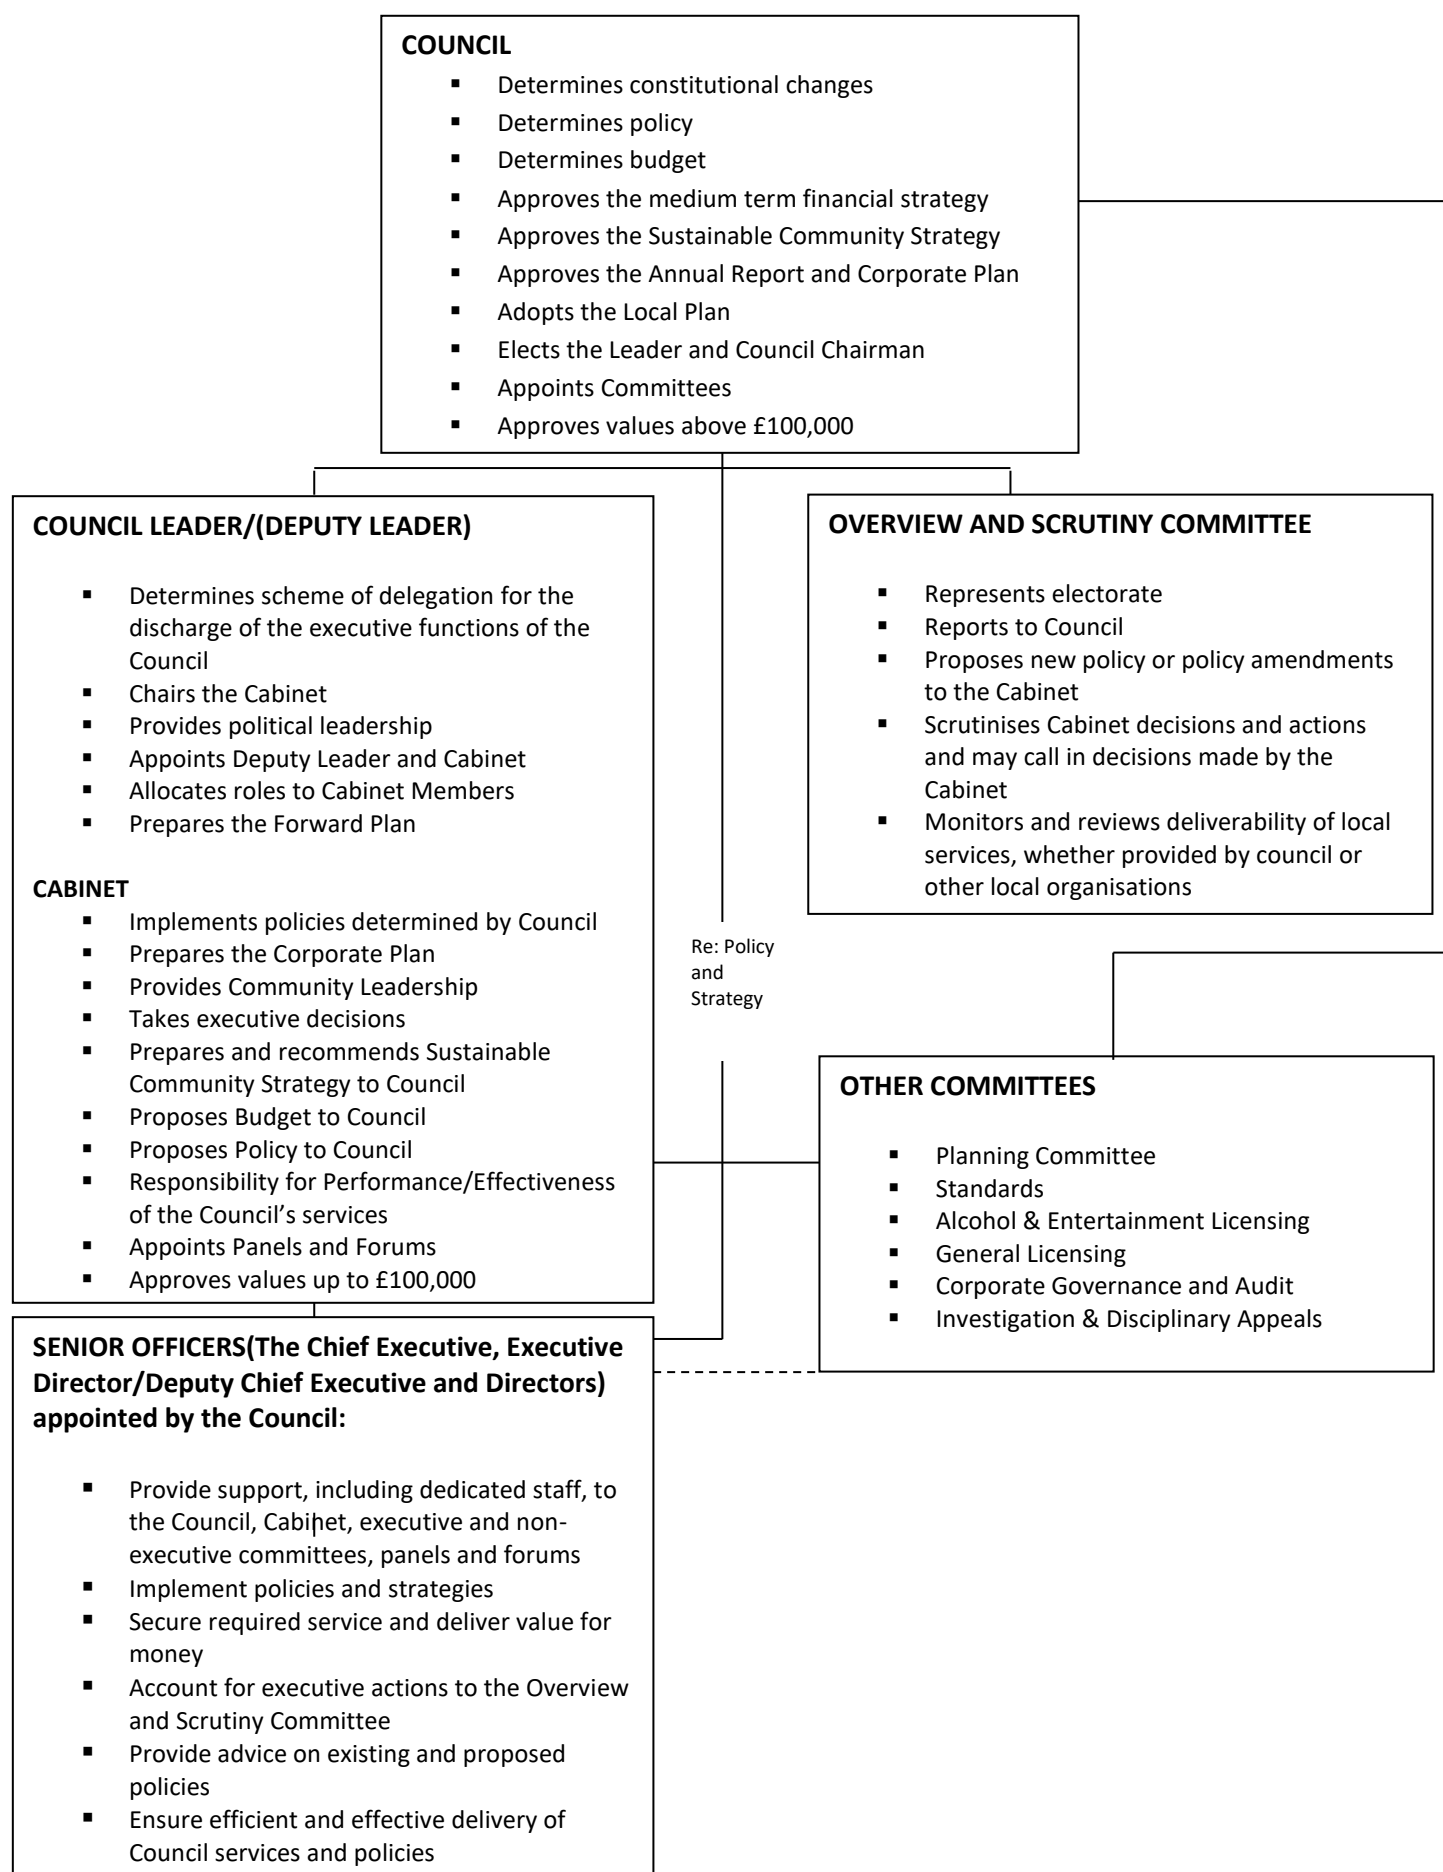 COUNCIL
▪ Determines constitutional changes
▪ Determines policy
▪ Determines budget
▪ Approves the medium term financial strategy
▪ Approves the Sustainable Community Strategy
▪ Approves the Annual Report and Corporate Plan
▪ Adopts the Local Plan
▪ Elects the Leader and Council Chairman
▪ Appoints Committees
▪ Approves values above £100,000
COUNCIL LEADER/(DEPUTY LEADER)
▪ Determines scheme of delegation for the
discharge of the executive functions of the
Council
▪ Chairs the Cabinet
▪ Provides political leadership
▪ Appoints Deputy Leader and Cabinet
▪ Allocates roles to Cabinet Members
▪ Prepares the Forward Plan
CABINET
▪ Implements policies determined by Council
▪ Prepares the Corporate Plan
▪ Provides Community Leadership
▪ Takes executive decisions
▪ Prepares and recommends Sustainable
Community Strategy to Council
▪ Proposes Budget to Council
▪ Proposes Policy to Council
▪ Responsibility for Performance/Effectiveness
of the Council’s services
▪ Appoints Panels and Forums
▪ Approves values up to £100,000
OVERVIEW AND SCRUTINY COMMITTEE
▪ Represents electorate
▪ Reports to Council
▪ Proposes new policy or policy amendments
to the Cabinet
▪ Scrutinises Cabinet decisions and actions
and may call in decisions made by the
Cabinet
▪ Monitors and reviews deliverability of local
services, whether provided by council or
other local organisations
Re: Policy
and
Strategy
OTHER COMMITTEES
▪ Planning Committee
▪ Standards
▪ Alcohol & Entertainment Licensing
▪ General Licensing
▪ Corporate Governance and Audit
▪ Investigation & Disciplinary Appeals
SENIOR OFFICERS(The Chief Executive, Executive
Director/Deputy Chief Executive and Directors)
appointed by the Council:
▪ Provide support, including dedicated staff, to
the Council, Cabinet, executive and non-
executive committees, panels and forums
▪ Implement policies and strategies
▪ Secure required service and deliver value for
money
▪ Account for executive actions to the Overview
and Scrutiny Committee
▪ Provide advice on existing and proposed
policies
▪ Ensure efficient and effective delivery of
Council services and policies